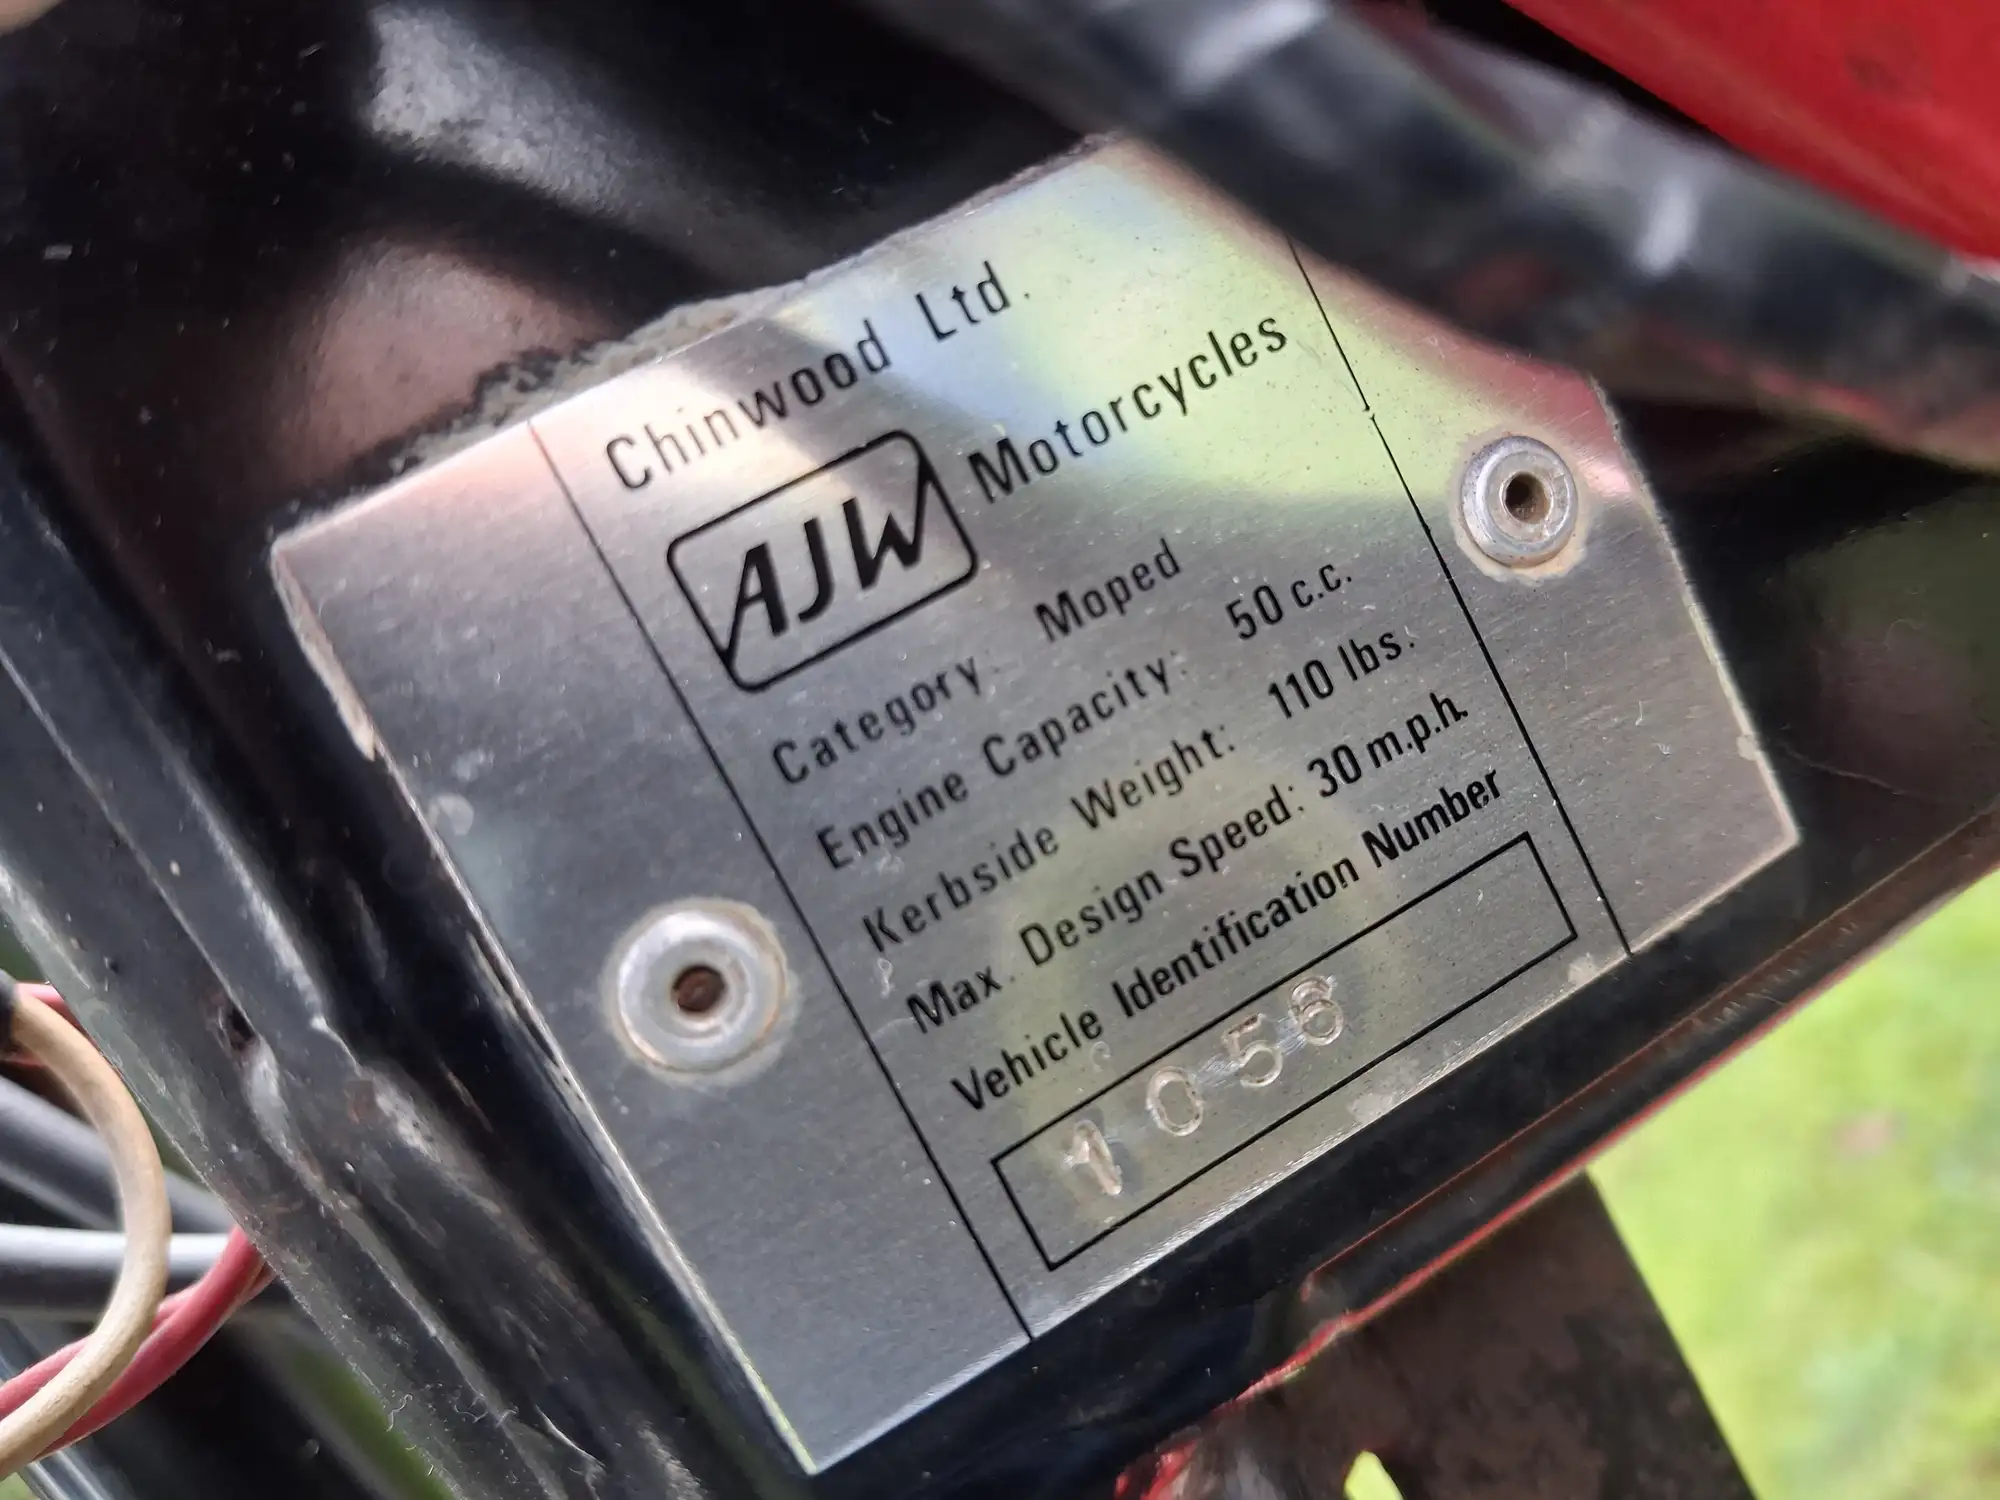 Chinwood Ltd.
AJW Motorcycles
Category: Moped
Engine Capacity: 50 c.c.
Kerbside Weight: 110 lbs.
Max. Design Speed: 30 m.p.h.
Vehicle Identification Number
1056